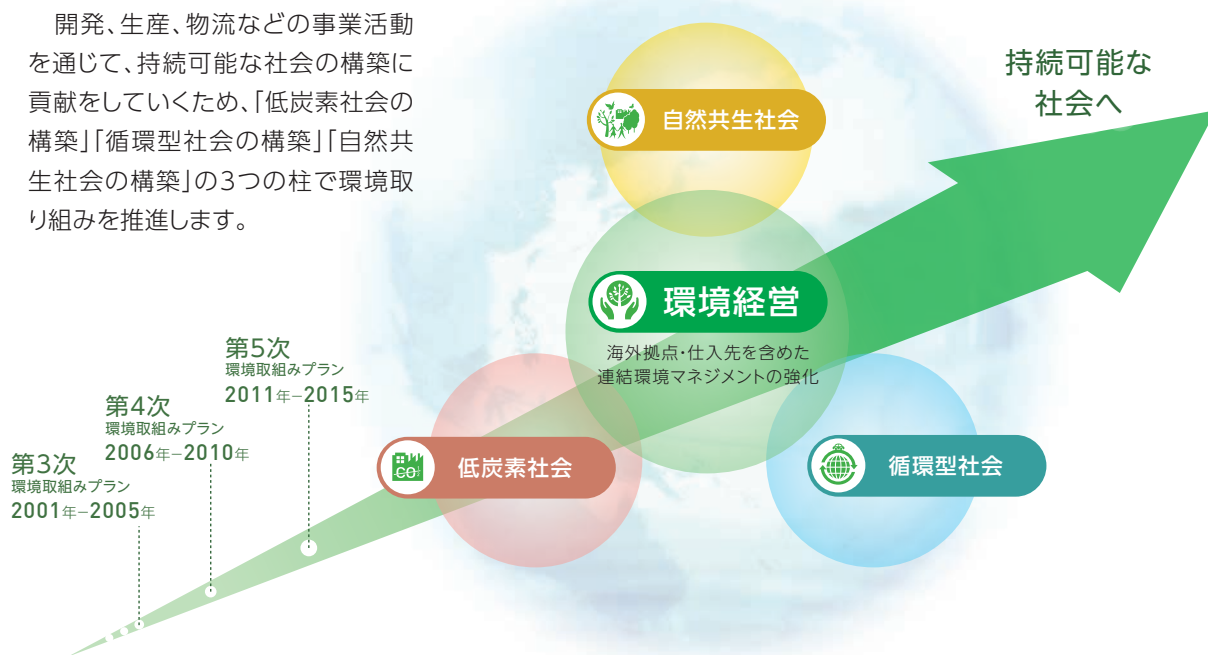 開発、生産、物流などの事業活動
を通じて、持続可能な社会の構築に
貢献をしていくため、「低炭素社会の
構築」「循環型社会の構築」「自然共
生社会の構築」の3つの柱で環境取
り組みを推進します。
持続可能な
社会へ
自然共生社会
環境経営
海外拠点・仕入先を含めた
連結環境マネジメントの強化
第5次
環境取組みプラン
2011年–2015年
第4次
環境取組みプラン
2006年–2010年
第3次
環境取組みプラン
2001年–2005年
CO2
低炭素社会
循環型社会